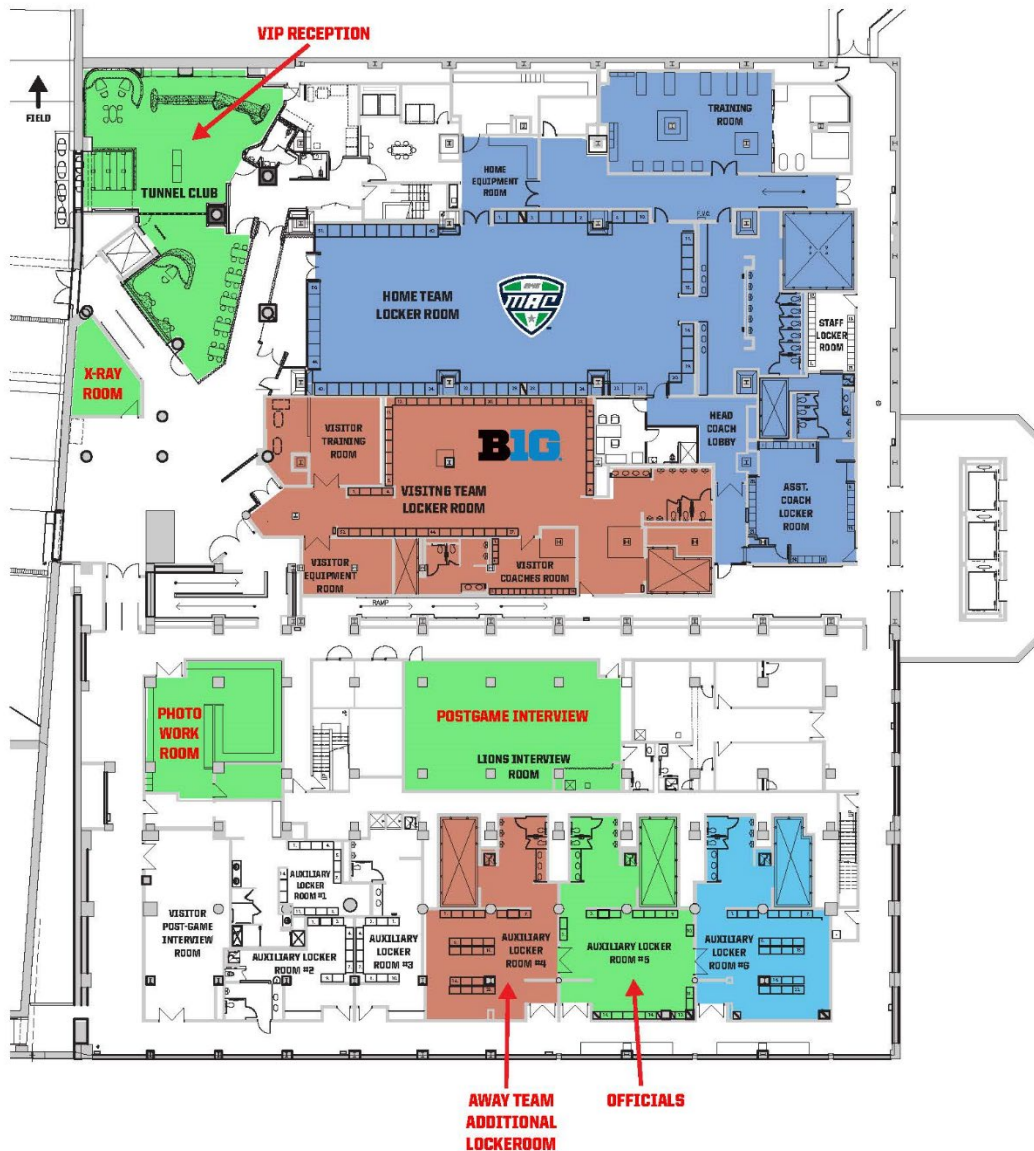 VIP RECEPTION
FIELD
TRAINING
ROOM
TUNNEL CLUB
HOME
EQUIPMENT
ROOM
HOME TEAM
LOCKER ROOM
MAC
STAFF
LOCKER
ROOM
X-RAY
ROOM
HEAD
COACH
LOBBY
VISITOR
TRAINING
ROOM
B1G
VISITNG TEAM
LOCKER ROOM
ASST.
COACH
LOCKER
ROOM
VISITOR
EQUIPMENT
ROOM
VISITOR
COACHES ROOM
RAMP
PHOTO
WORK
ROOM
POSTGAME INTERVIEW
LIONS INTERVIEW
ROOM
AUXILIARY
LOCKER
ROOM #1
VISITOR
POST-GAME
INTERVIEW
ROOM
AUXILIARY LOCKER
ROOM #2
AUXILIARY
LOCKER
ROOM #3
AUXILIARY
LOCKER
ROOM #4
AUXILIARY LOCKER
ROOM #5
AUXILIARY
LOCKER
ROOM #6
AWAY TEAM
ADDITIONAL
LOCKEROOM
OFFICIALS